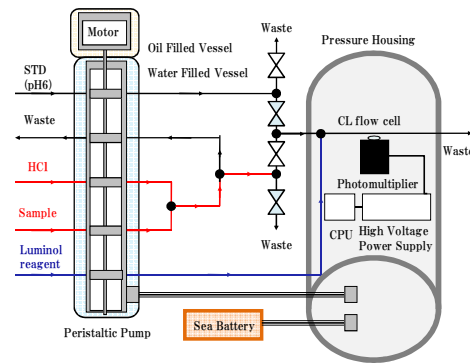 Motor
Oil Filled Vessel
Water Filled Vessel
STD
(pH6)
Waste
HCl
Sample
Luminol
reagent
Peristaltic Pump
Sea Battery
Waste
Waste
Pressure Housing
CL flow cell
Waste
Photomultiplier
CPU
High Voltage
Power Supply